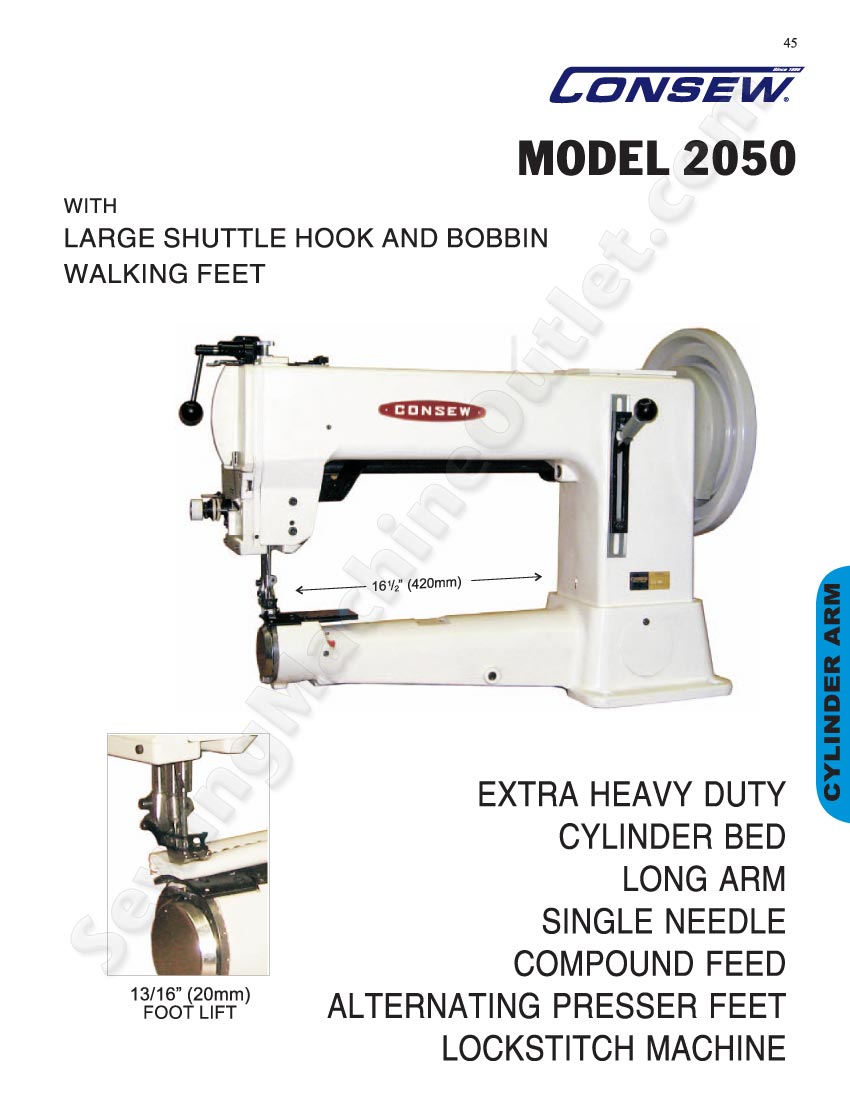 45
Since 1898
CONSEW®
MODEL 2050
WITH
LARGE SHUTTLE HOOK AND BOBBIN
WALKING FEET
CONSEW
16½” (420mm)
CYLINDER ARM
13/16” (20mm)
FOOT LIFT
EXTRA HEAVY DUTY
CYLINDER BED
LONG ARM
SINGLE NEEDLE
COMPOUND FEED
ALTERNATING PRESSER FEET
LOCKSTITCH MACHINE
SewingMachineOutlet.com